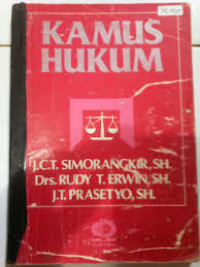 KAMUS
HUKUM
J.C.T. SIMORANGKIR, SH.
Drs. RUDY T. ERWIN, SH.
J.T. PRASETYO, SH.